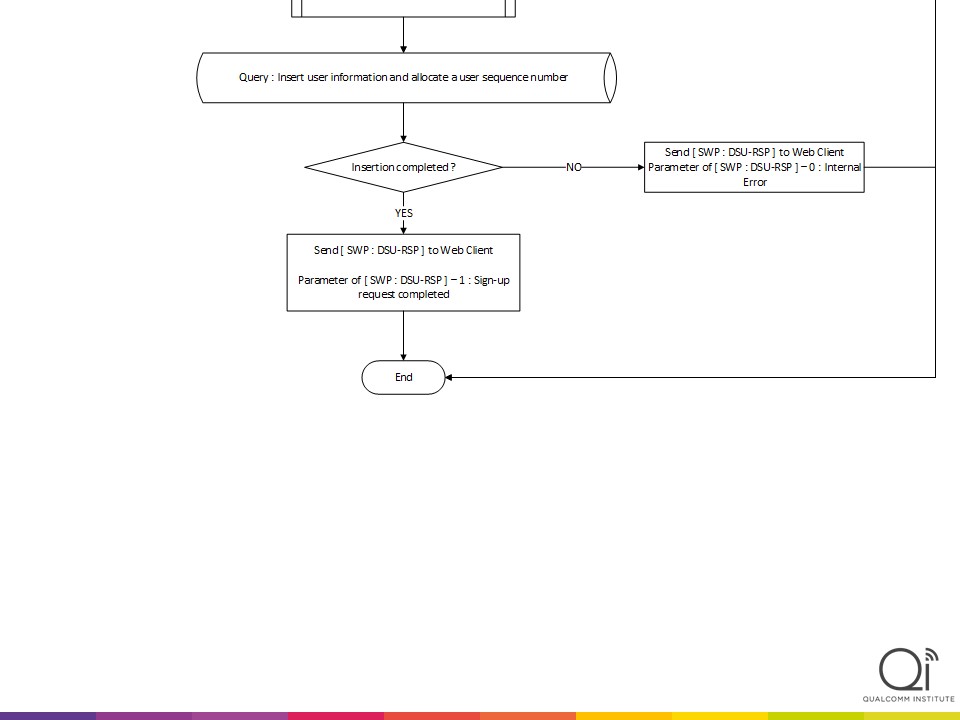 Query : Insert user information and allocate a user sequence number
Insertion completed ?
NO
Send [ SWP : DSU-RSP ] to Web Client
Parameter of [ SWP : DSU-RSP ] – 0 : Internal
Error
YES
Send [ SWP : DSU-RSP ] to Web Client
Parameter of [ SWP : DSU-RSP ] – 1 : Sign-up
request completed
End
Qi
QUALCOMM INSTITUTE